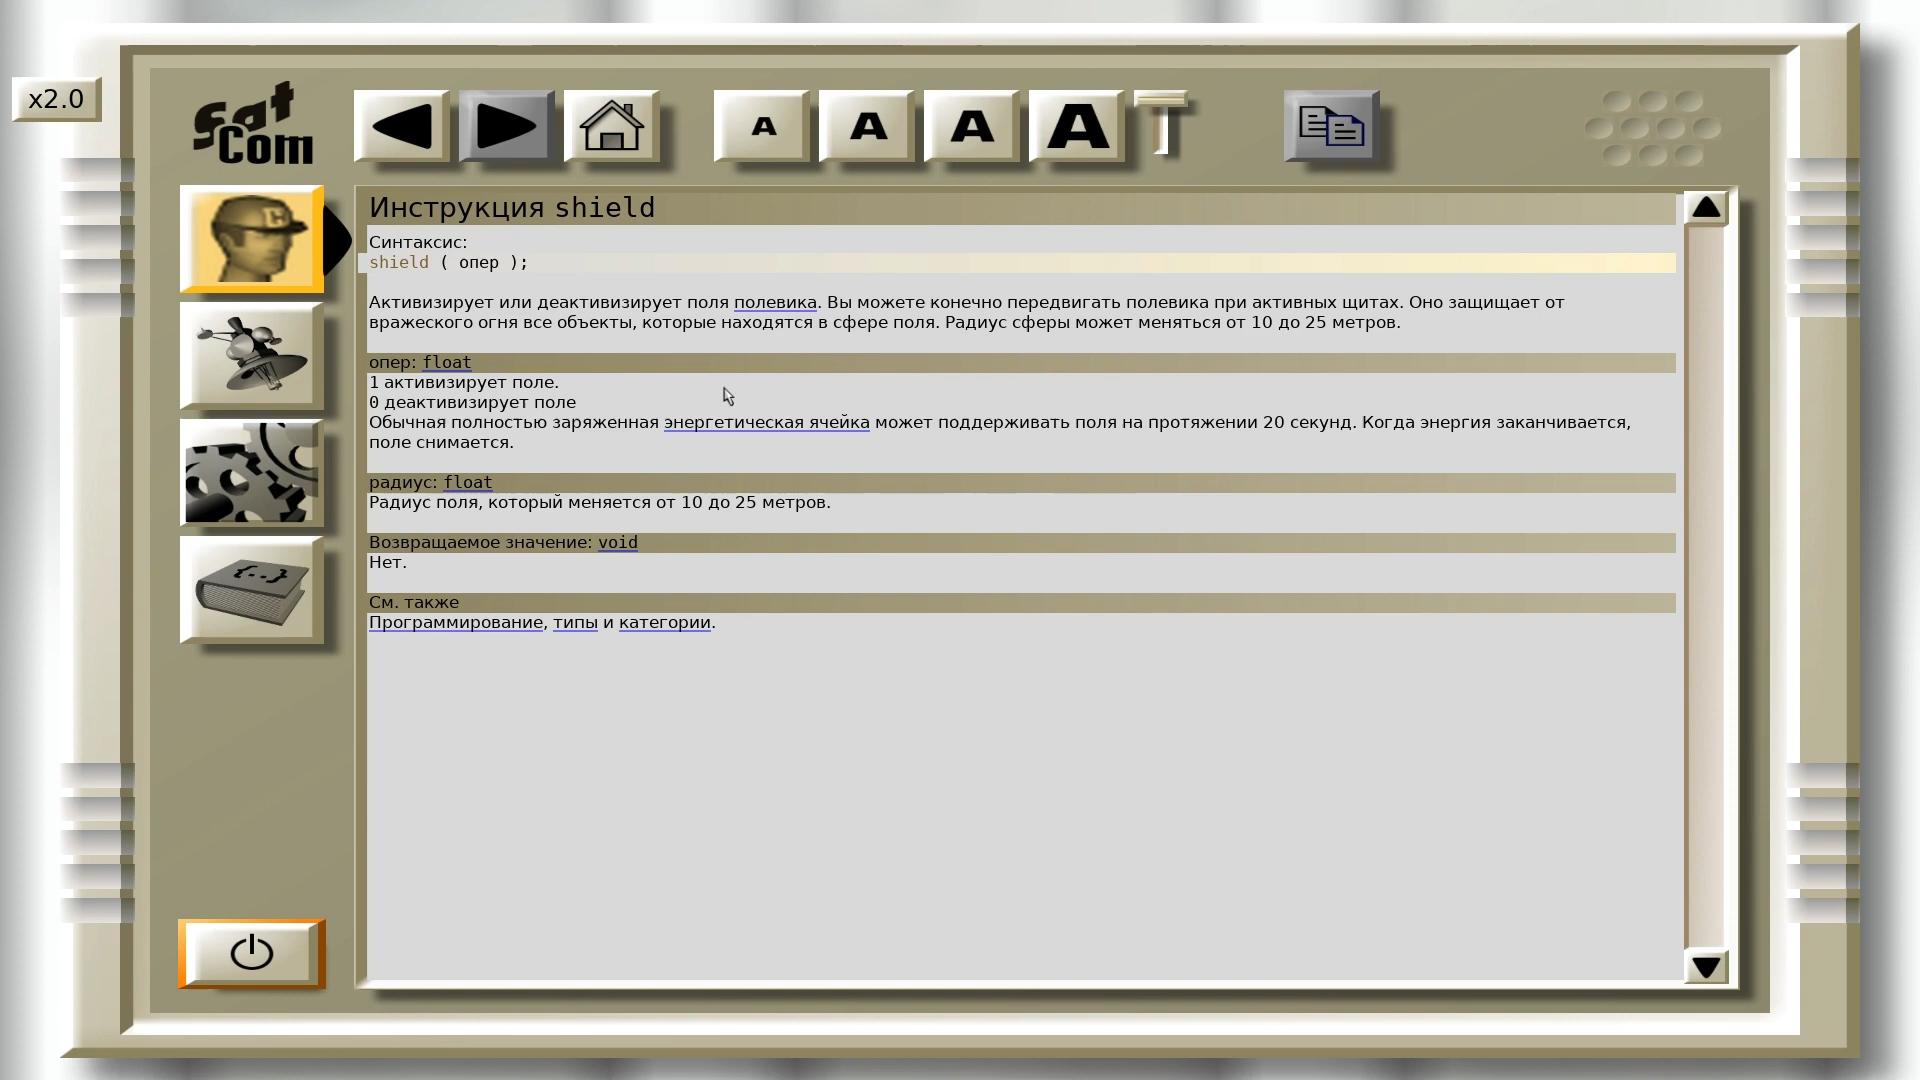 x2.0
Sat
Com
A A A A
Инструкция shield
Синтаксис:
shield ( опер );
Активизирует или деактивизирует поля полевика. Вы можете конечно передвигать полевика при активных щитах. Оно защищает от
вражеского огня все объекты, которые находятся в сфере поля. Радиус сферы может меняться от 10 до 25 метров.
опер: float
1 активизирует поле.
0 деактивизирует поле
Обычная полностью заряженная энергетическая ячейка может поддерживать поля на протяжении 20 секунд. Когда энергия заканчивается,
поле снимается.
радиус: float
Радиус поля, который меняется от 10 до 25 метров.
Возвращаемое значение: void
Нет.
См. также
Программирование, типы и категории.
{..}